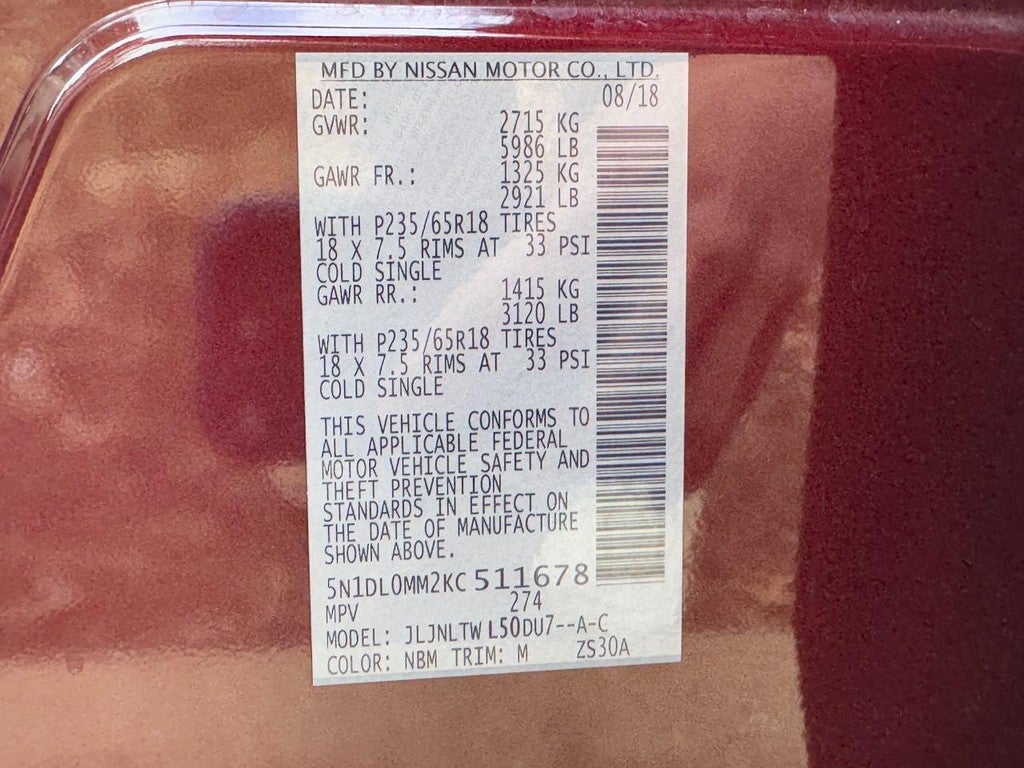 MFD BY NISSAN MOTOR CO., LTD.
DATE: 08/18
GVWR: 2715 KG
5986 LB
GAWR FR.: 1325 KG
2921 LB
WITH P235/65R18 TIRES
18 X 7.5 RIMS AT 33 PSI
COLD SINGLE
GAWR RR.: 1415 KG
3120 LB
WITH P235/65R18 TIRES
18 X 7.5 RIMS AT 33 PSI
COLD SINGLE
THIS VEHICLE CONFORMS TO
ALL APPLICABLE FEDERAL
MOTOR VEHICLE SAFETY AND
THEFT PREVENTION
STANDARDS IN EFFECT ON
THE DATE OF MANUFACTURE
SHOWN ABOVE.
5N1DL0MM2KC 511678
MPV 274
MODEL: JLJNLTW L50DU7--A-C
COLOR: NBM TRIM: M ZS30A